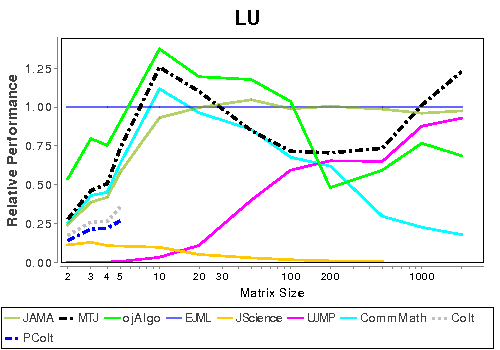 LU
Relative Performance
1.25
1.00
0.75
0.50
0.25
0.00
2 3 4 5 10 20 30 100 200 1000
Matrix Size
JAMA MTJ ojAlgo EJML JScience UJMP CommMath Colt
PColt